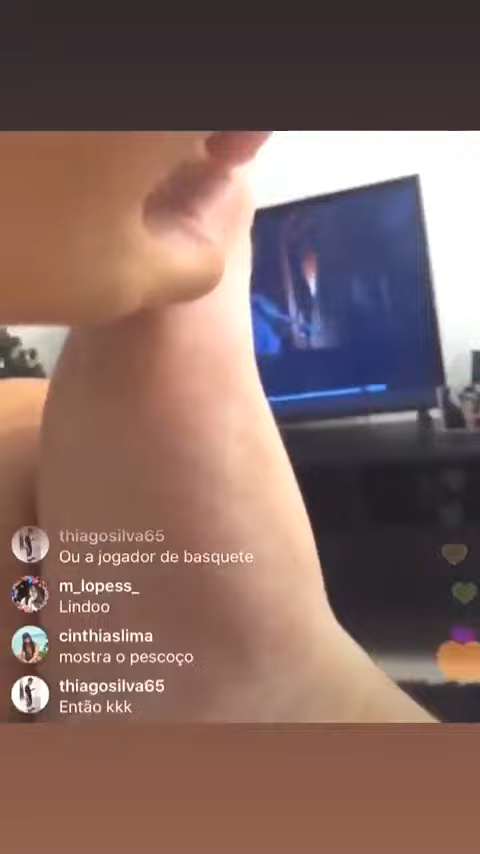 thiagosilva65
Ou a jogador de basquete
m_lopess_
Lindoo
cinthiaslima
mostra o pescoço
thiagosilva65
Então kkk